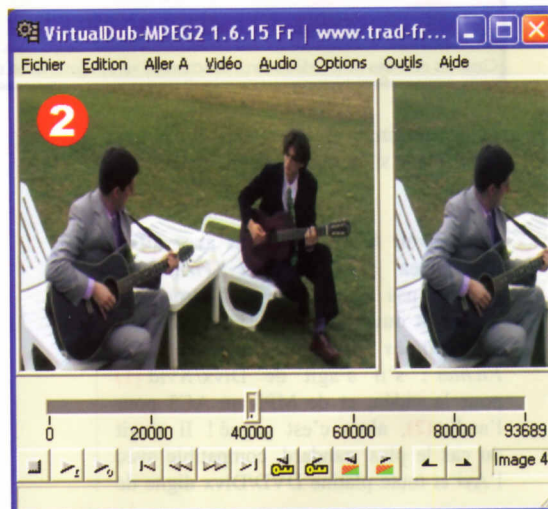 VirtualDub-MPEG2 1.6.15 Fr | www.trad-fr...
Fichier Edition Aller A Vidéo Audio Options Outils Aide
2
0 20000 40000 60000 80000 93689
Image 4